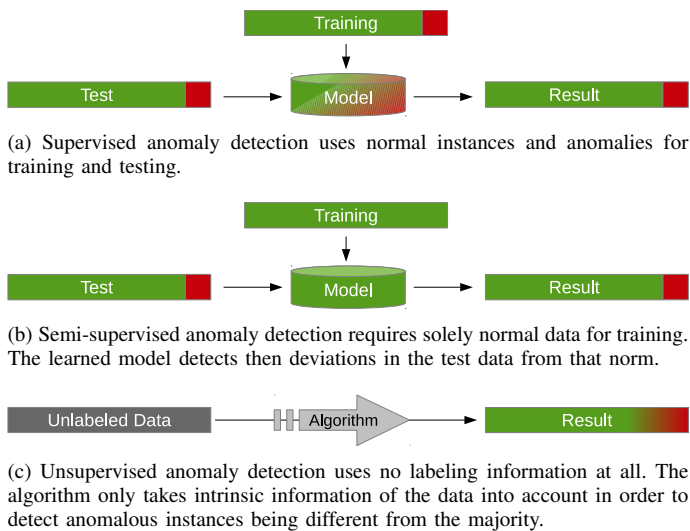 Training
Test
Model
Result
(a) Supervised anomaly detection uses normal instances and anomalies for
training and testing.
Training
Test
Model
Result
(b) Semi-supervised anomaly detection requires solely normal data for training.
The learned model detects then deviations in the test data from that norm.
Unlabeled Data
Algorithm
Result
(c) Unsupervised anomaly detection uses no labeling information at all. The
algorithm only takes intrinsic information of the data into account in order to
detect anomalous instances being different from the majority.